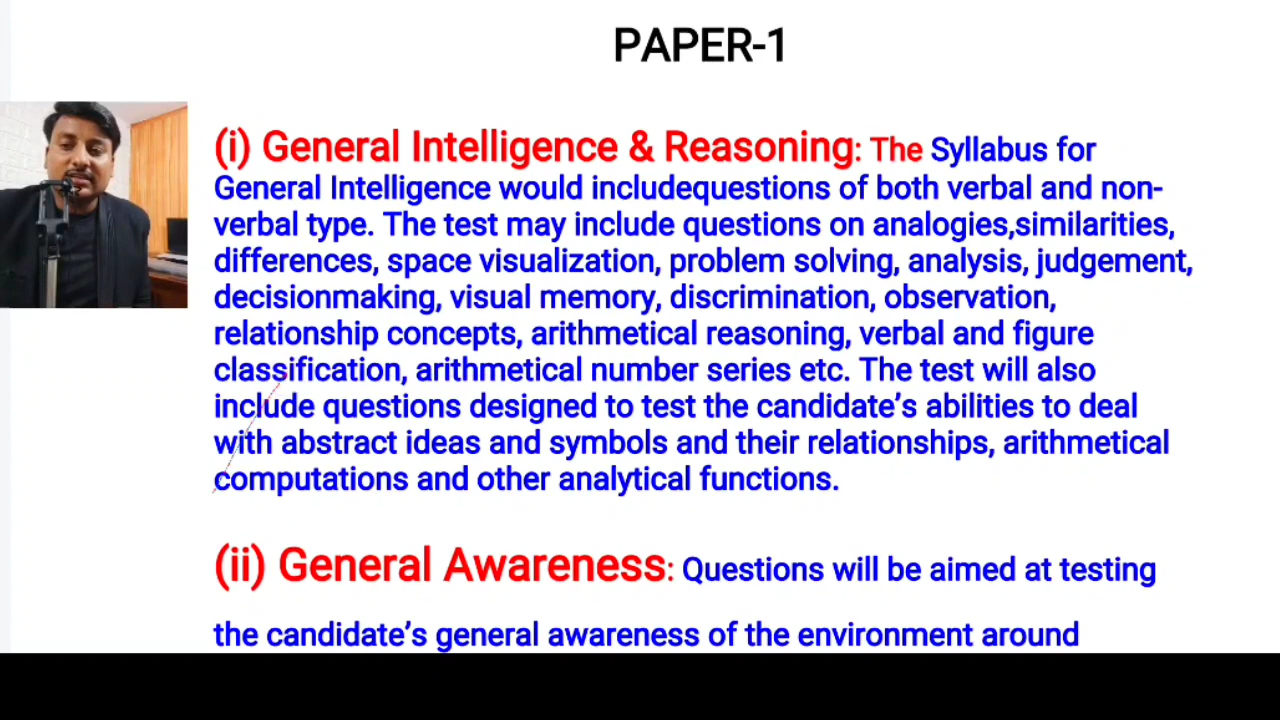 PAPER-1
(i) General Intelligence & Reasoning: The Syllabus for
General Intelligence would includequestions of both verbal and non-
verbal type. The test may include questions on analogies,similarities,
differences, space visualization, problem solving, analysis, judgement,
decisionmaking, visual memory, discrimination, observation,
relationship concepts, arithmetical reasoning, verbal and figure
classification, arithmetical number series etc. The test will also
include questions designed to test the candidate’s abilities to deal
with abstract ideas and symbols and their relationships, arithmetical
computations and other analytical functions.
(ii) General Awareness: Questions will be aimed at testing
the candidate’s general awareness of the environment around